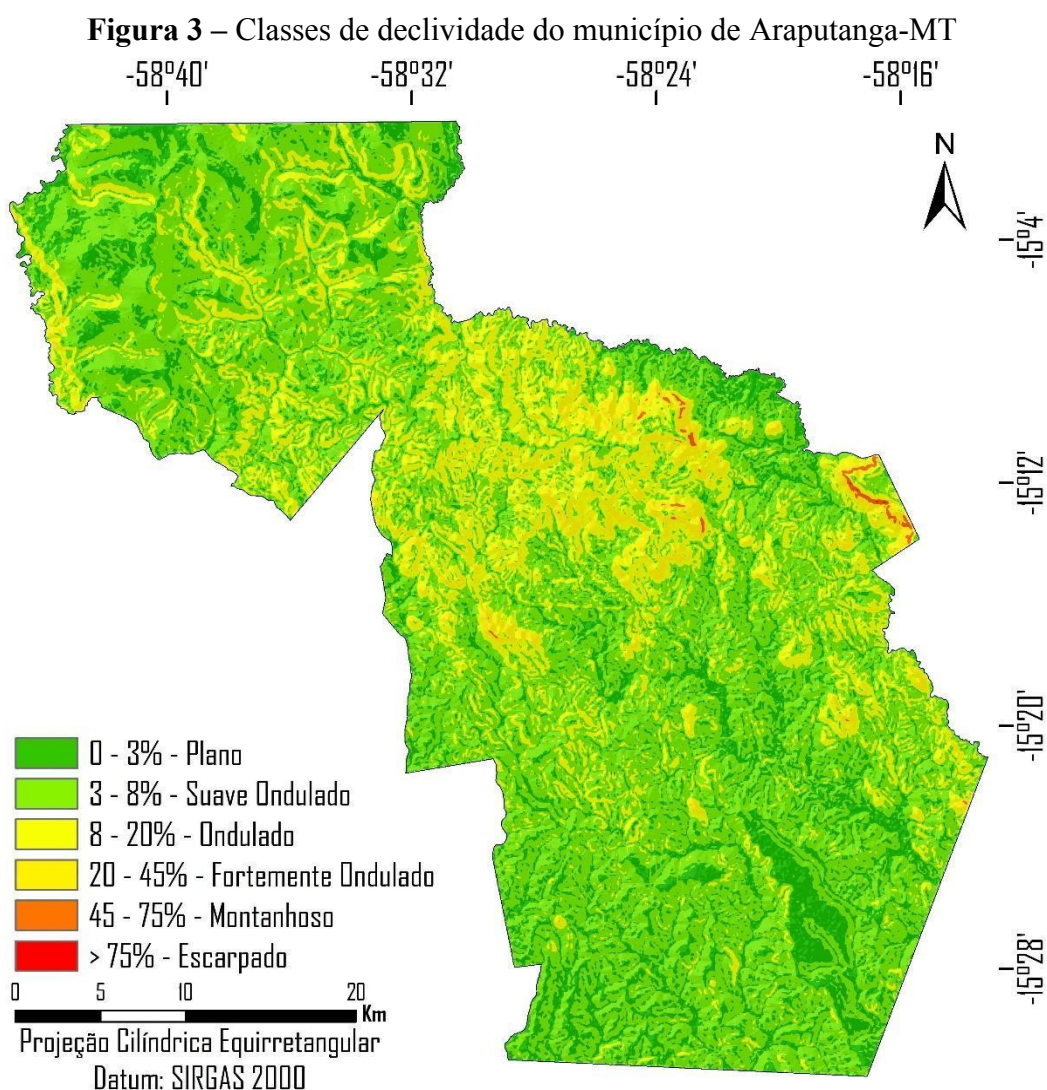 Figura 3 – Classes de declividade do município de Araputanga-MT
-58º40' -58º32' -58º24' -58º16'
N
-15º4'
-15º12'
-15º20'
-15º28'
0 - 3% - Plano
3 - 8% - Suave Ondulado
8 - 20% - Ondulado
20 - 45% - Fortemente Ondulado
45 - 75% - Montanhoso
> 75% - Escarpado
0 5 10 20
Km
Projeção Cilíndrica Equirretangular
Datum: SIRGAS 2000